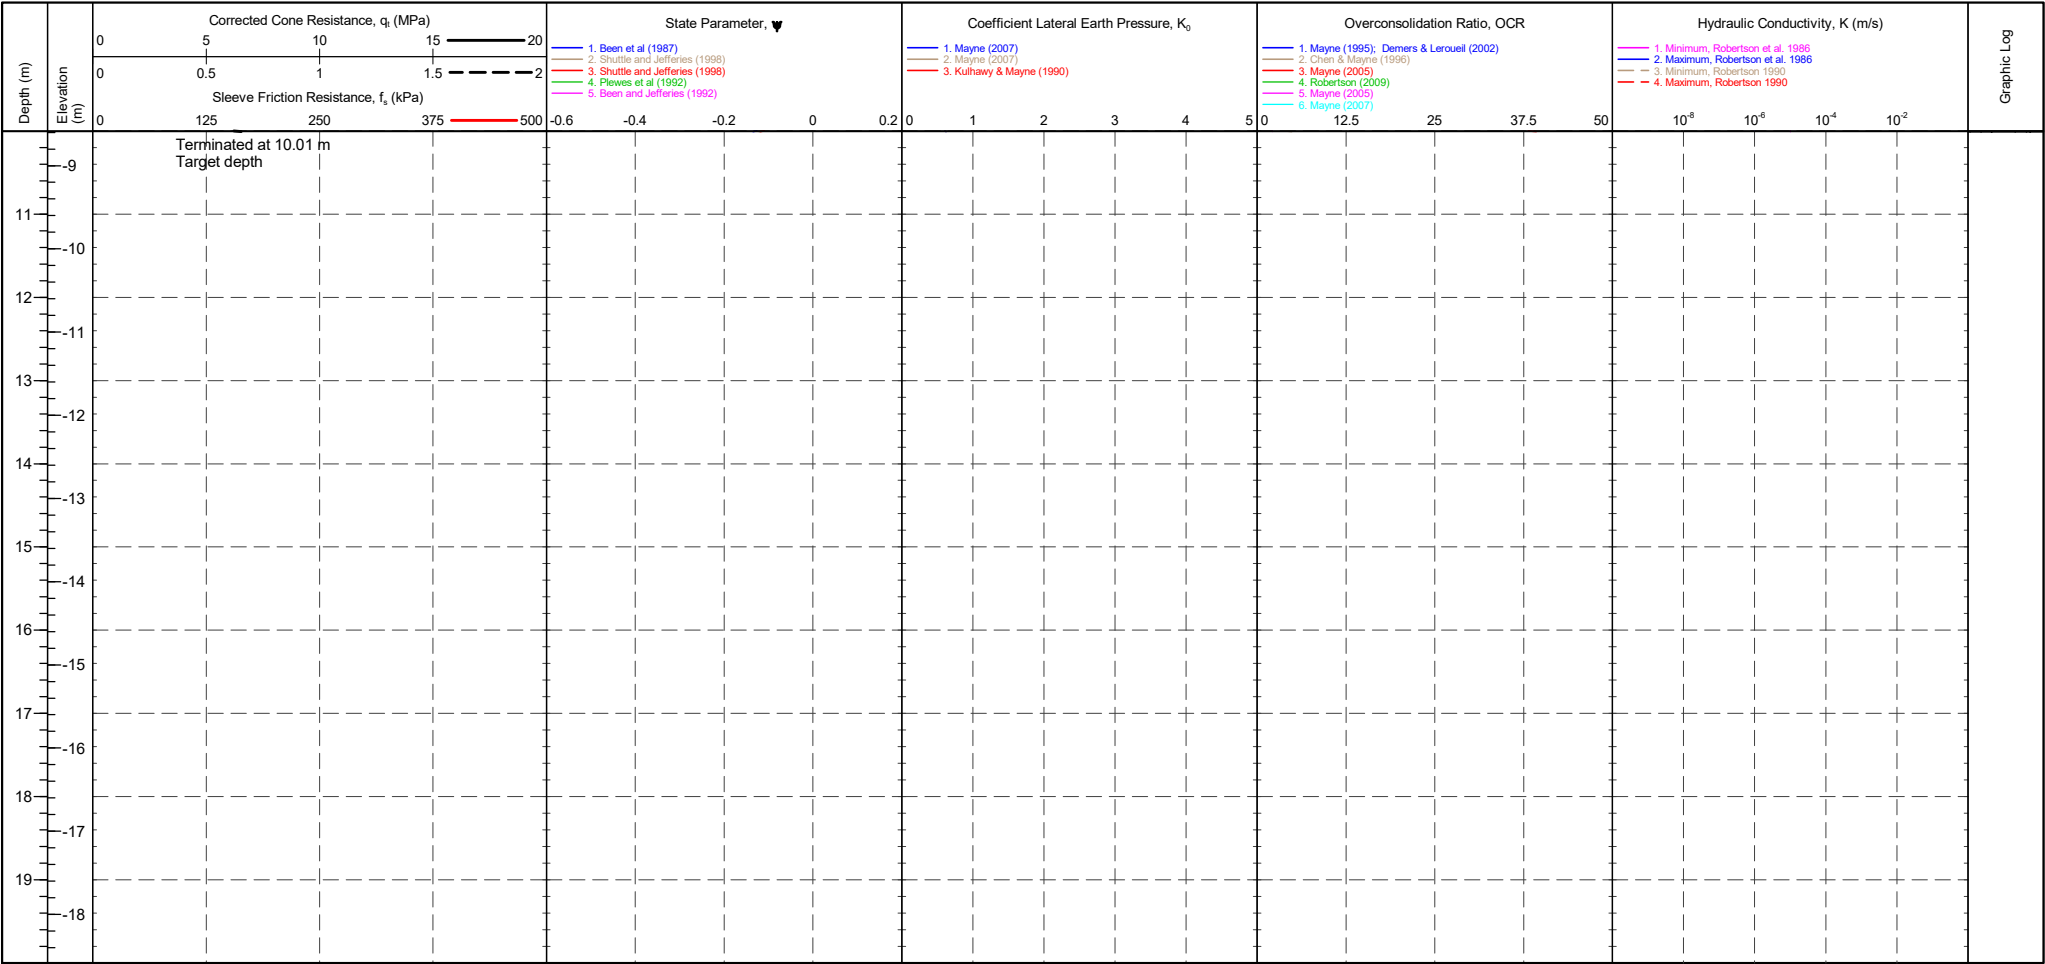 Depth (m)
Elevation
(m)
Corrected Cone Resistance, qt (MPa)
0 5 10 15 20
0 0.5 1 1.5 2
Sleeve Friction Resistance, fs (kPa)
0 125 250 375 500
State Parameter, ψ
1. Been et al (1987)
2. Shuttle and Jefferies (1998)
3. Shuttle and Jefferies (1998)
4. Plewes et al (1992)
5. Been and Jefferies (1992)
-0.6 -0.4 -0.2 0 0.2
Coefficient Lateral Earth Pressure, K0
1. Mayne (2007)
2. Mayne (2007)
3. Kulhawy & Mayne (1990)
0 1 2 3 4 5
Overconsolidation Ratio, OCR
1. Mayne (1995); Demers & Leroueil (2002)
2. Chen & Mayne (1996)
3. Mayne (2005)
4. Robertson (2009)
5. Mayne (2005)
6. Mayne (2007)
0 12.5 25 37.5 50
Hydraulic Conductivity, K (m/s)
1. Minimum, Robertson et al. 1986
2. Maximum, Robertson et al. 1986
3. Minimum, Robertson 1990
4. Maximum, Robertson 1990
10-8 10-6 10-4 10-2
Graphic Log
Terminated at 10.01 m
Target depth
-9
11
-10
12
-11
13
-12
14
-13
15
-14
16
-15
17
-16
18
-17
19
-18